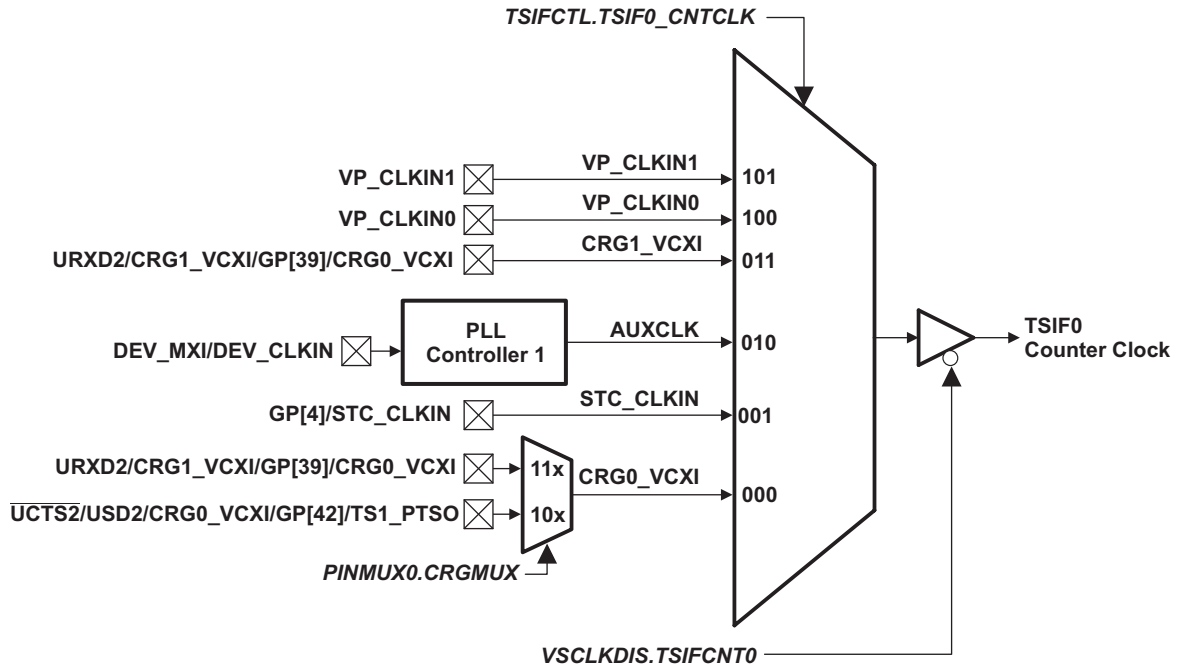 TSIFCTL.TSIF0_CNTCLK
VP_CLKIN1 VP_CLKIN1 101
VP_CLKIN0 VP_CLKIN0 100
URXD2/CRG1_VCXI/GP[39]/CRG0_VCXI CRG1_VCXI 011
DEV_MXI/DEV_CLKIN PLL AUXCLK 010 TSIF0
Controller 1 Counter Clock
GP[4]/STC_CLKIN STC_CLKIN 001
URXD2/CRG1_VCXI/GP[39]/CRG0_VCXI 11x CRG0_VCXI 000
UCTS2/USD2/CRG0_VCXI/GP[42]/TS1_PTSO 10x
PINMUX0.CRGMUX
VSCLKDIS.TSIFCNT0